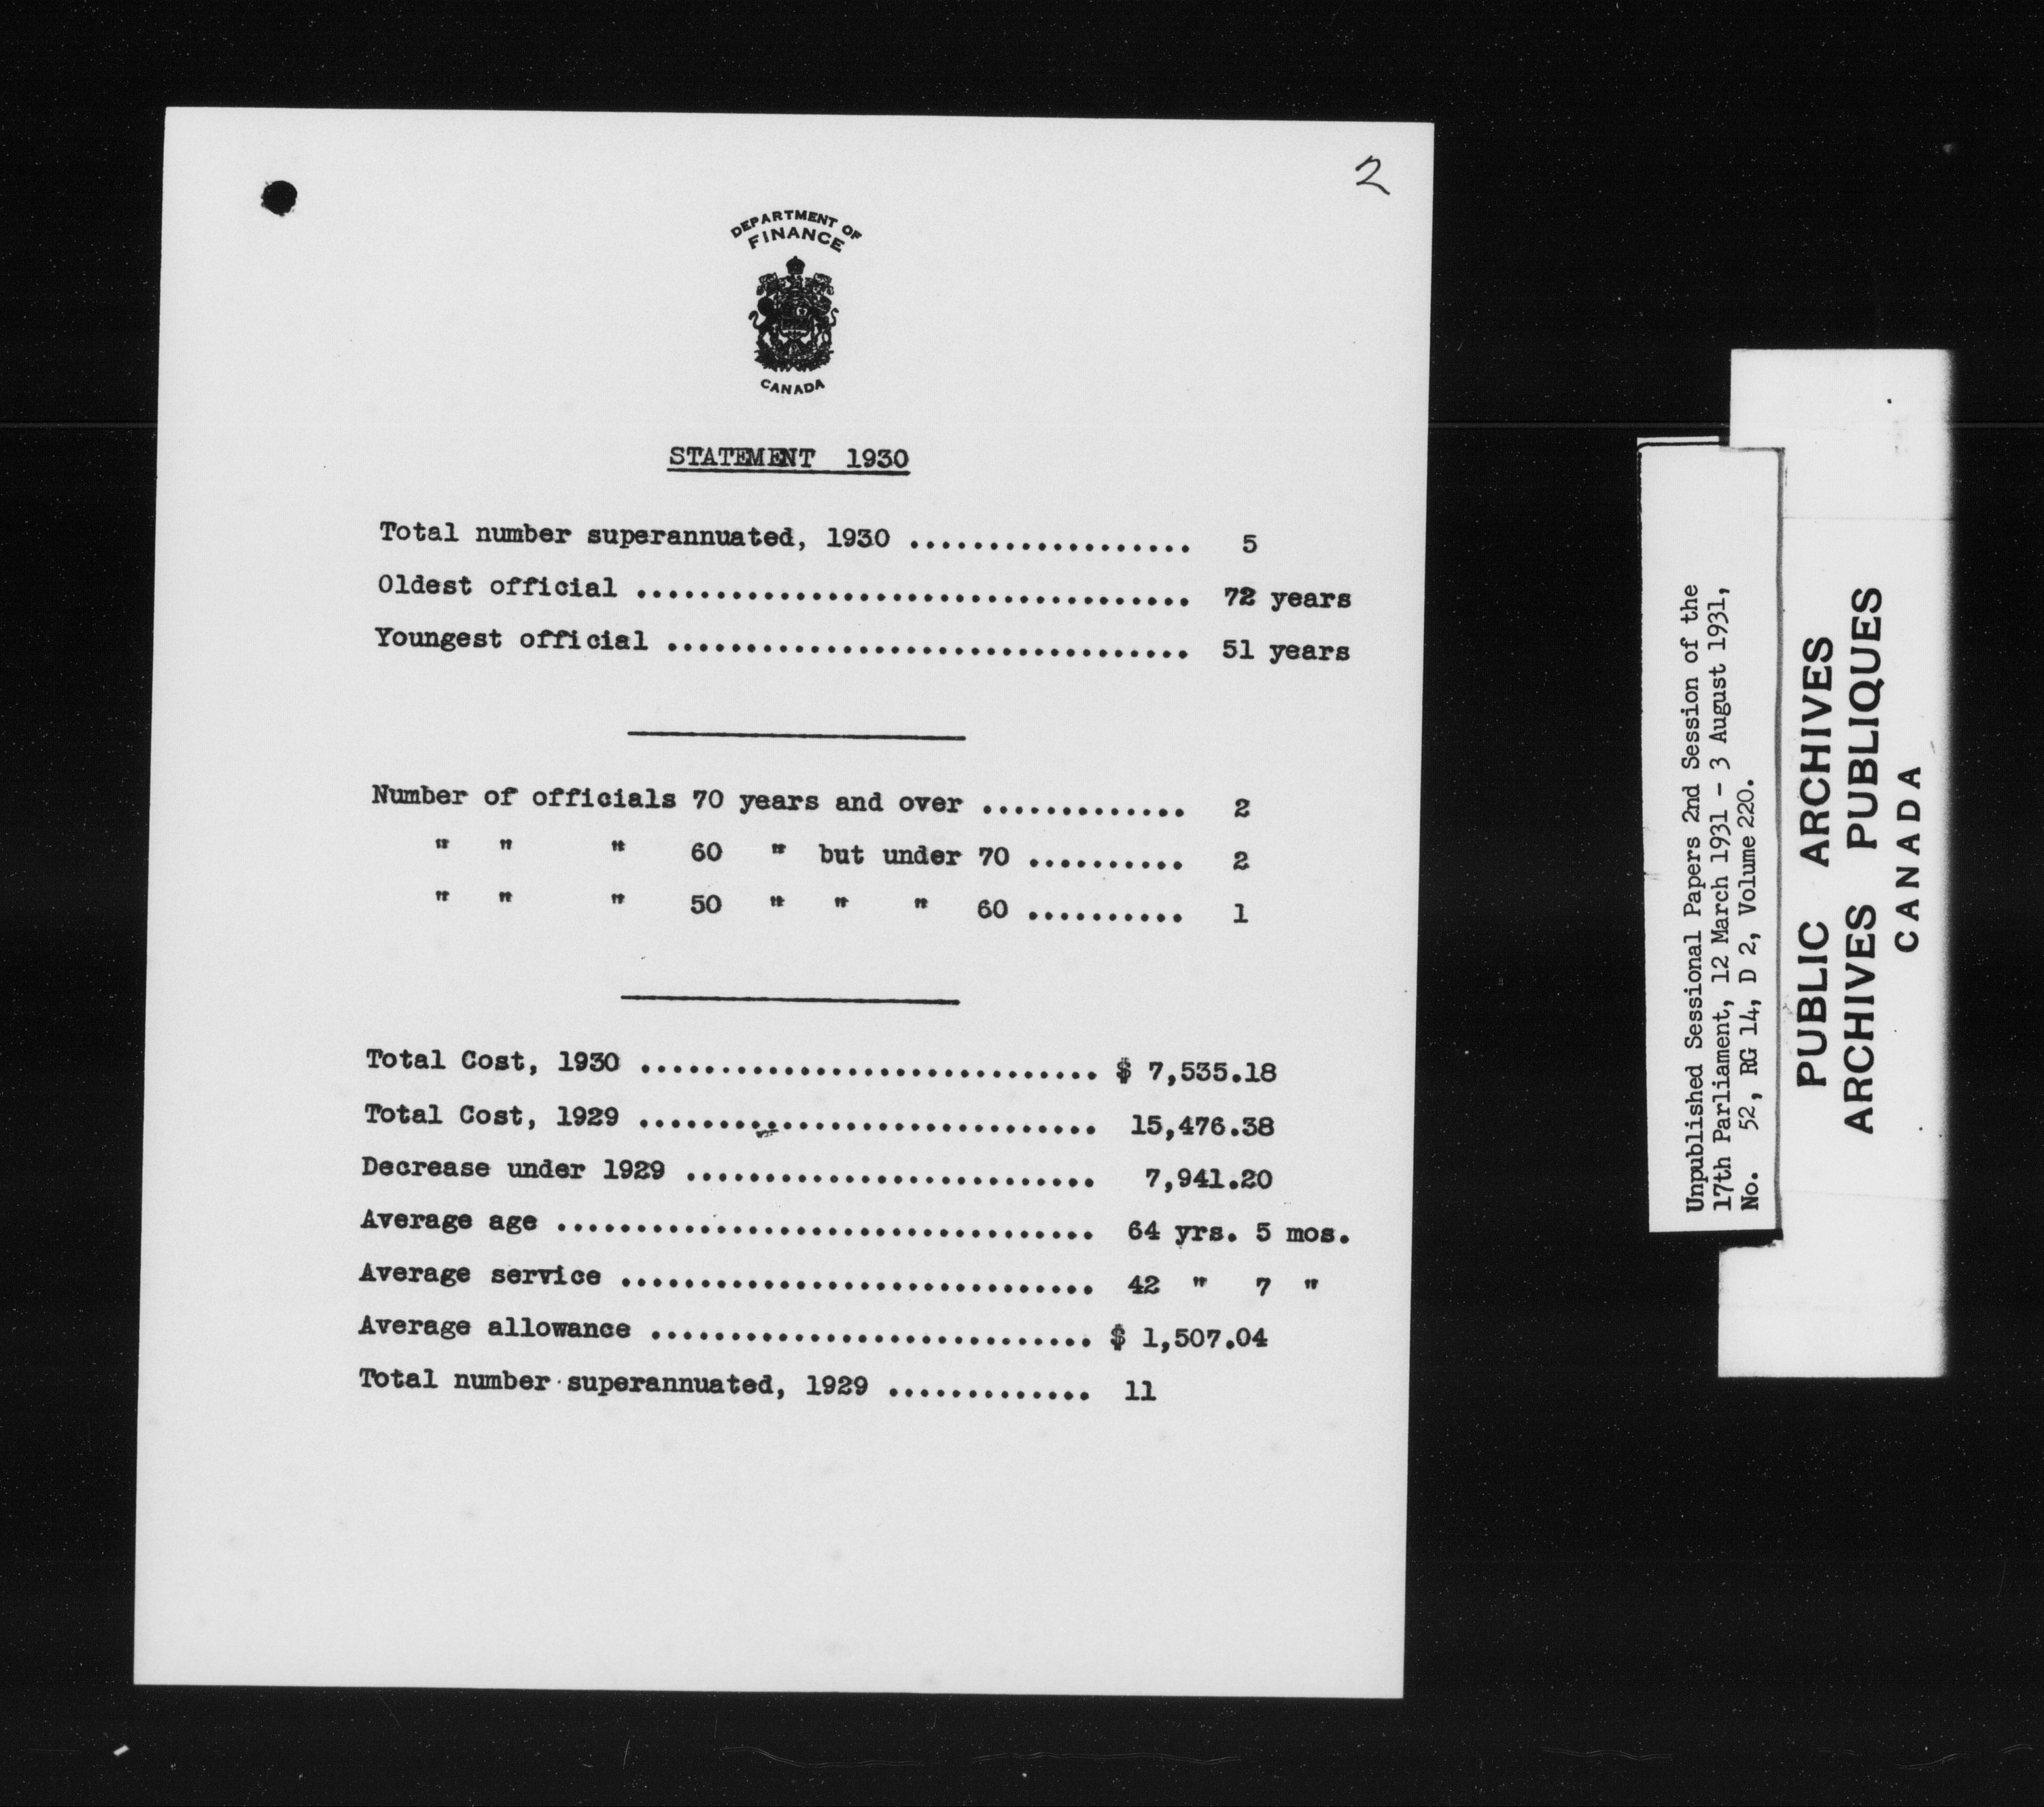 2
DEPARTMENT OF
FINANCE
CANADA
STATEMENT 1930
Total number superannuated, 1930 .................. 5
Oldest official ................................... 72 years
Youngest official ................................. 51 years
Number of officials 70 years and over ............. 2
" " " 60 " but under 70 .......... 2
" " " 50 " " " 60 .......... 1
Total Cost, 1930 ............................. $ 7,535.18
Total Cost, 1929 ............................. 15,476.38
Decrease under 1929 .......................... 7,941.20
Average age .................................. 64 yrs. 5 mos.
Average service .............................. 42 " 7 "
Average allowance ............................ $ 1,507.04
Total number superannuated, 1929 ............. 11
Unpublished Sessional Papers 2nd Session of the
17th Parliament, 12 March 1931 - 3 August 1931,
No. 52, RG 14, D 2, Volume 220.
PUBLIC ARCHIVES
ARCHIVES PUBLIQUES
CANADA